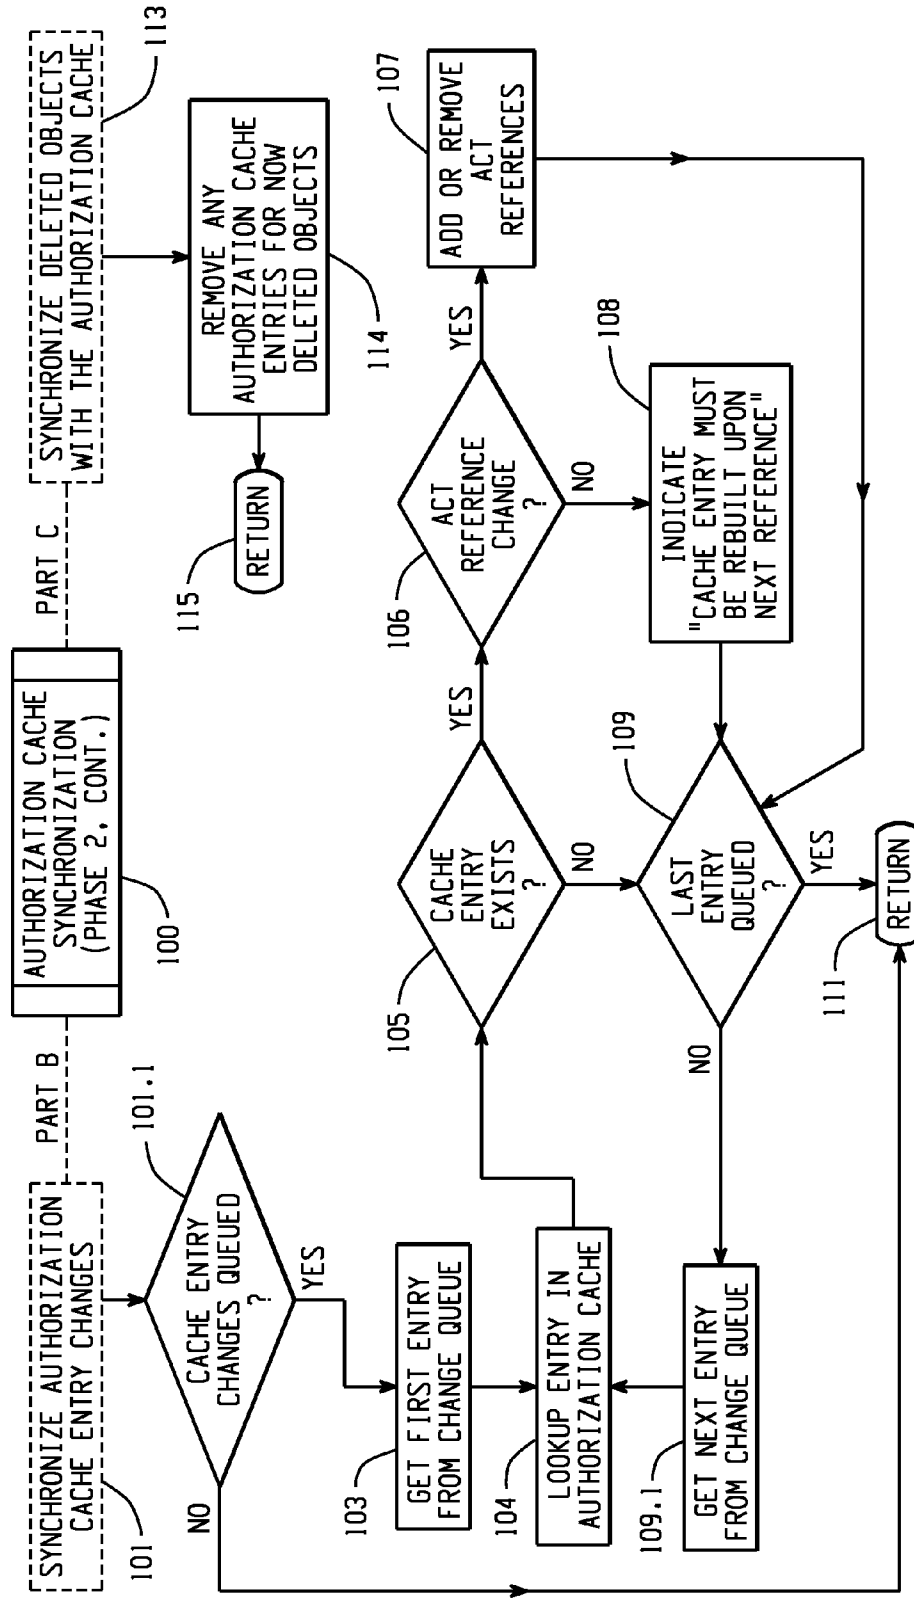 AUTHORIZATION CACHE
SYNCHRONIZATION
(PHASE 2, CONT.)
100
PART B
PART C
SYNCHRONIZE AUTHORIZATION
CACHE ENTRY CHANGES
101
CACHE ENTRY
CHANGES QUEUED
?
101.1
NO
YES
GET FIRST ENTRY
FROM CHANGE QUEUE
103
LOOKUP ENTRY IN
AUTHORIZATION CACHE
104
GET NEXT ENTRY
FROM CHANGE QUEUE
109.1
CACHE
ENTRY
EXISTS
?
105
YES
NO
LAST
ENTRY
QUEUED
?
109
NO
YES
RETURN
111
ACT
REFERENCE
CHANGE
?
106
YES
NO
INDICATE
"CACHE ENTRY MUST
BE REBUILT UPON
NEXT REFERENCE"
108
ADD OR REMOVE
ACT
REFERENCES
107
SYNCHRONIZE DELETED OBJECTS
WITH THE AUTHORIZATION CACHE
113
REMOVE ANY
AUTHORIZATION CACHE
ENTRIES FOR NOW
DELETED OBJECTS
114
RETURN
115